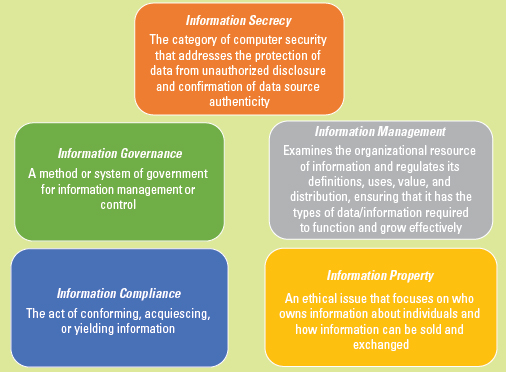 Information Secrecy
The category of computer security
that addresses the protection of
data from unauthorized disclosure
and confirmation of data source
authenticity
Information Governance
A method or system of government
for information management or
control
Information Management
Examines the organizational resource
of information and regulates its
definitions, uses, value, and
distribution, ensuring that it has the
types of data/information required
to function and grow effectively
Information Compliance
The act of conforming, acquiescing,
or yielding information
Information Property
An ethical issue that focuses on who
owns information about individuals and
how information can be sold and
exchanged